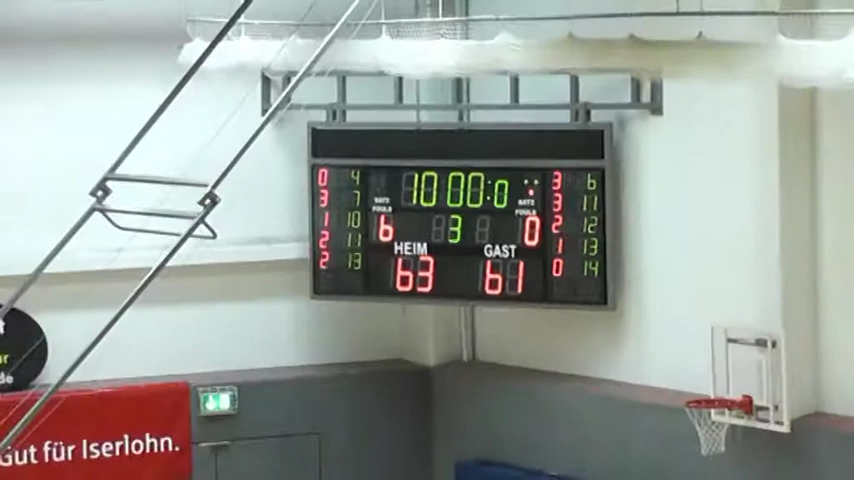 0 4 10:00:0 3 6
3 7 SATZ FOULS SATZ FOULS 3 11
1 10 6 3 0 2 12
2 11 HEIM GAST 1 13
2 13 63 61 0 14
Gut für Iserlohn.